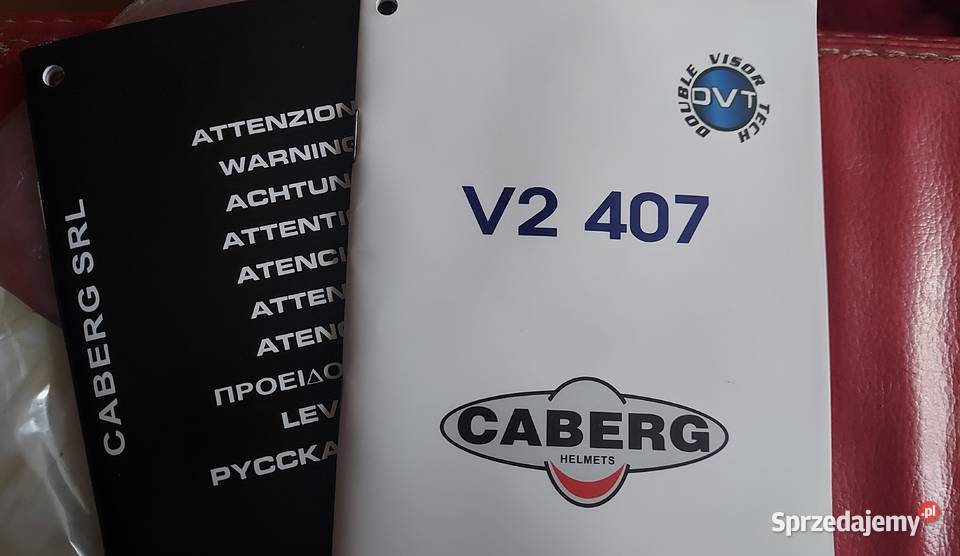 CABERG SRL
ATTENZION
WARNING
ACHTUN
ATTENTI
ATENCI
ATTEN
ATENÇ
ΠΡΟΕΙΔΟ
LEV
РУССКА
DOUBLE VISOR TECH
DVT
V2 407
CABERG
HELMETS
Sprzedajemy.pl